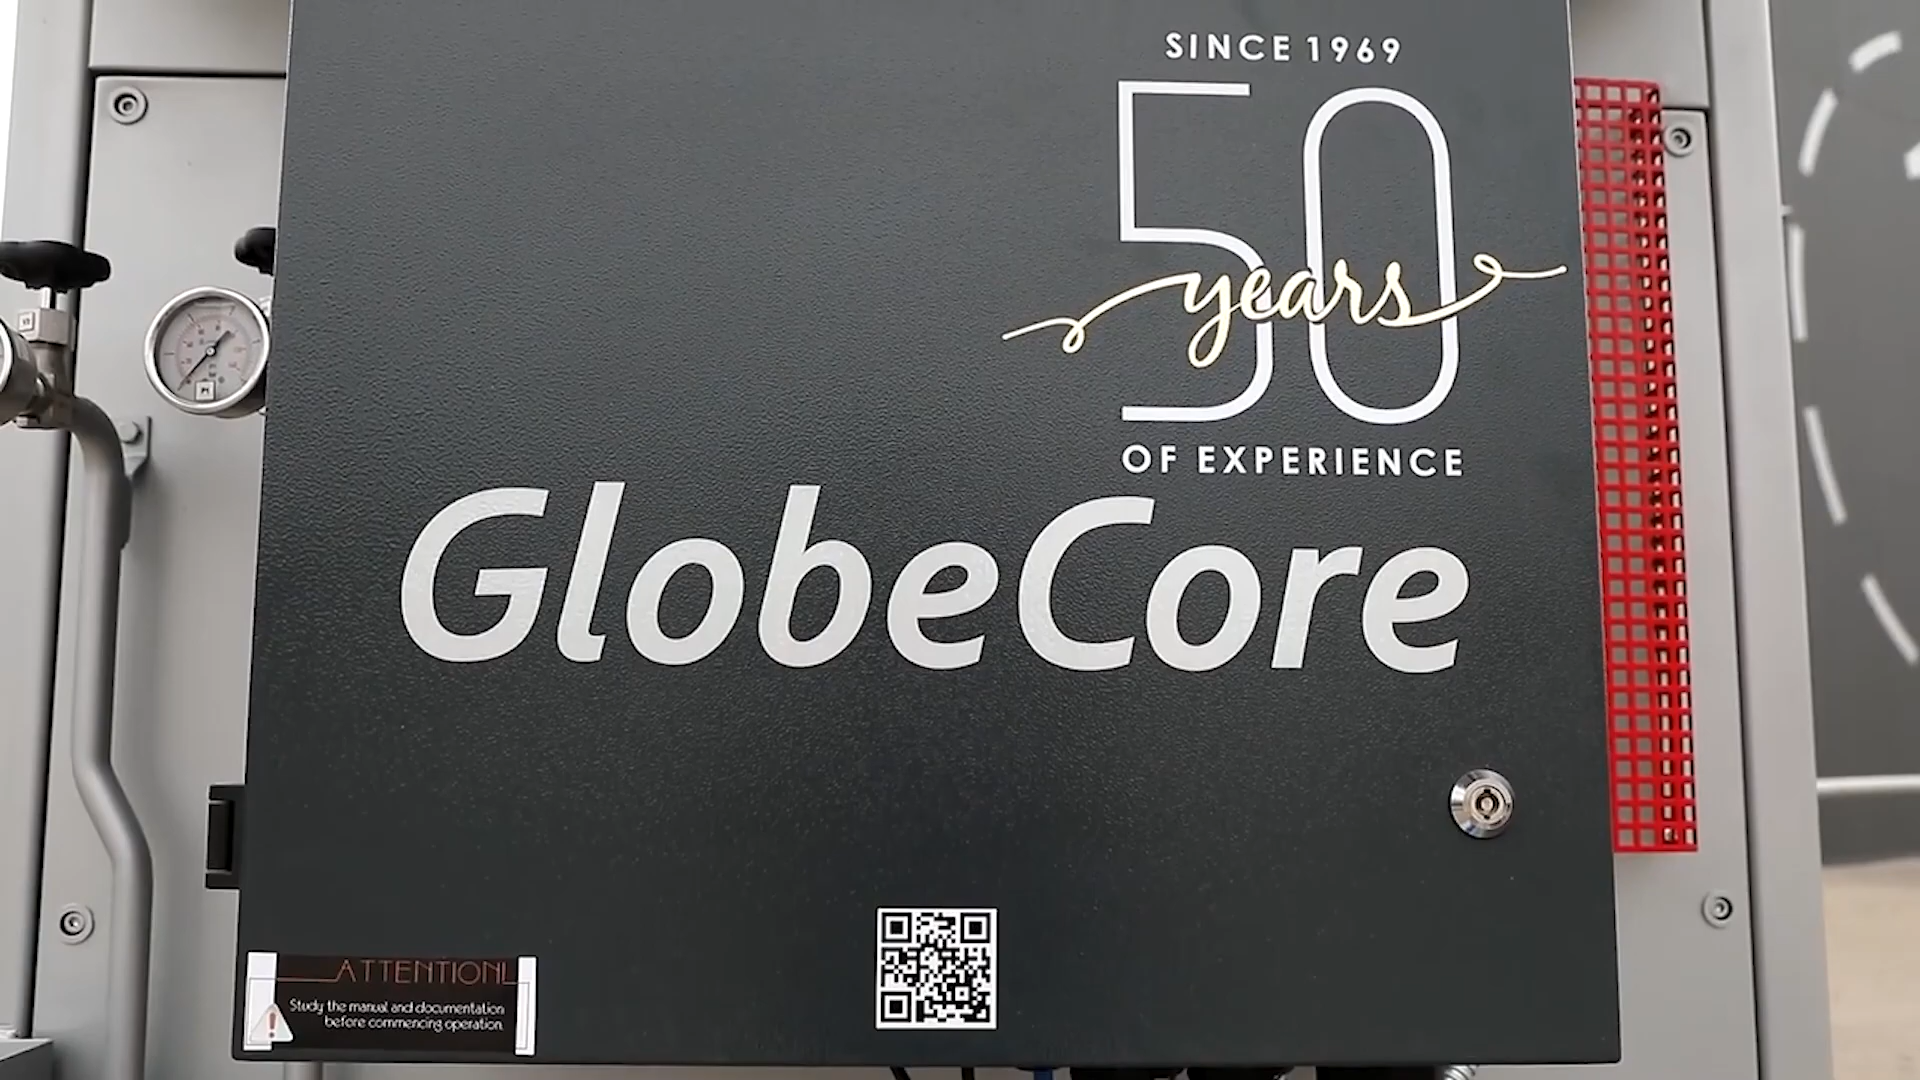 SINCE 1969
50
years
OF EXPERIENCE
GlobeCore
ATTENTION!
Study the manual and documentation
before commencing operation.